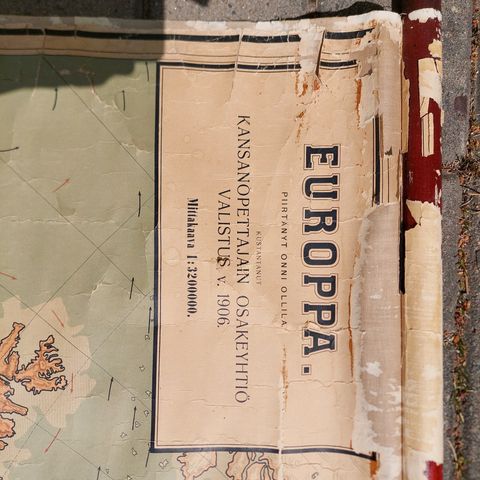 EUROPPA.
PIIRTÄNYT ONNI OLLILA.
KUSTANTANUT
KANSANOPETTAJAIN OSAKEYHTIÖ
VALISTUS, v. 1906.
Mittakaava 1:3200000.